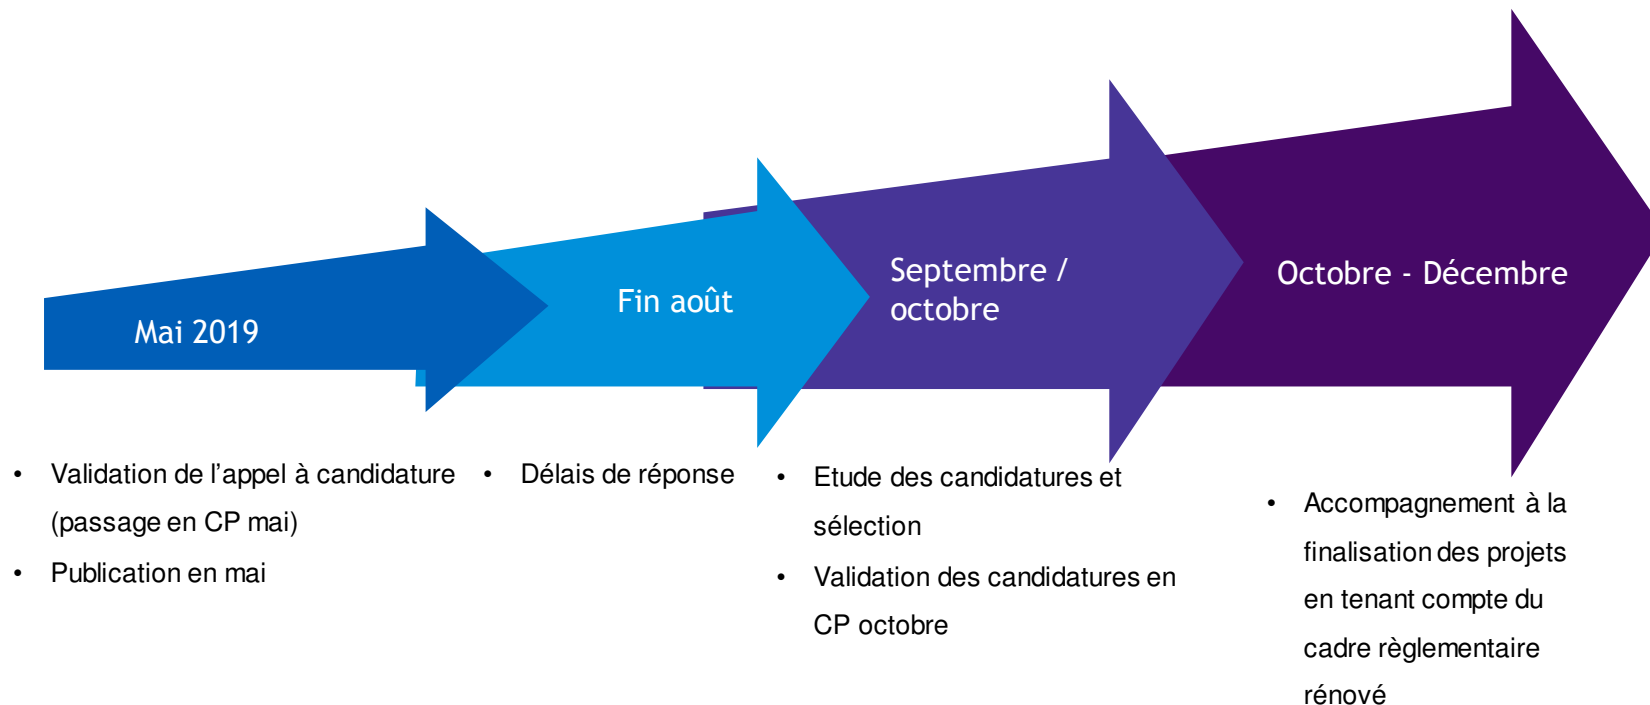 Mai 2019
Fin août
Septembre /
octobre
Octobre - Décembre
• Validation de l'appel à candidature
(passage en CP mai)
• Publication en mai
• Délais de réponse
• Etude des candidatures et
sélection
• Validation des candidatures en
CP octobre
• Accompagnement à la
finalisation des projets
en tenant compte du
cadre règlementaire
rénové